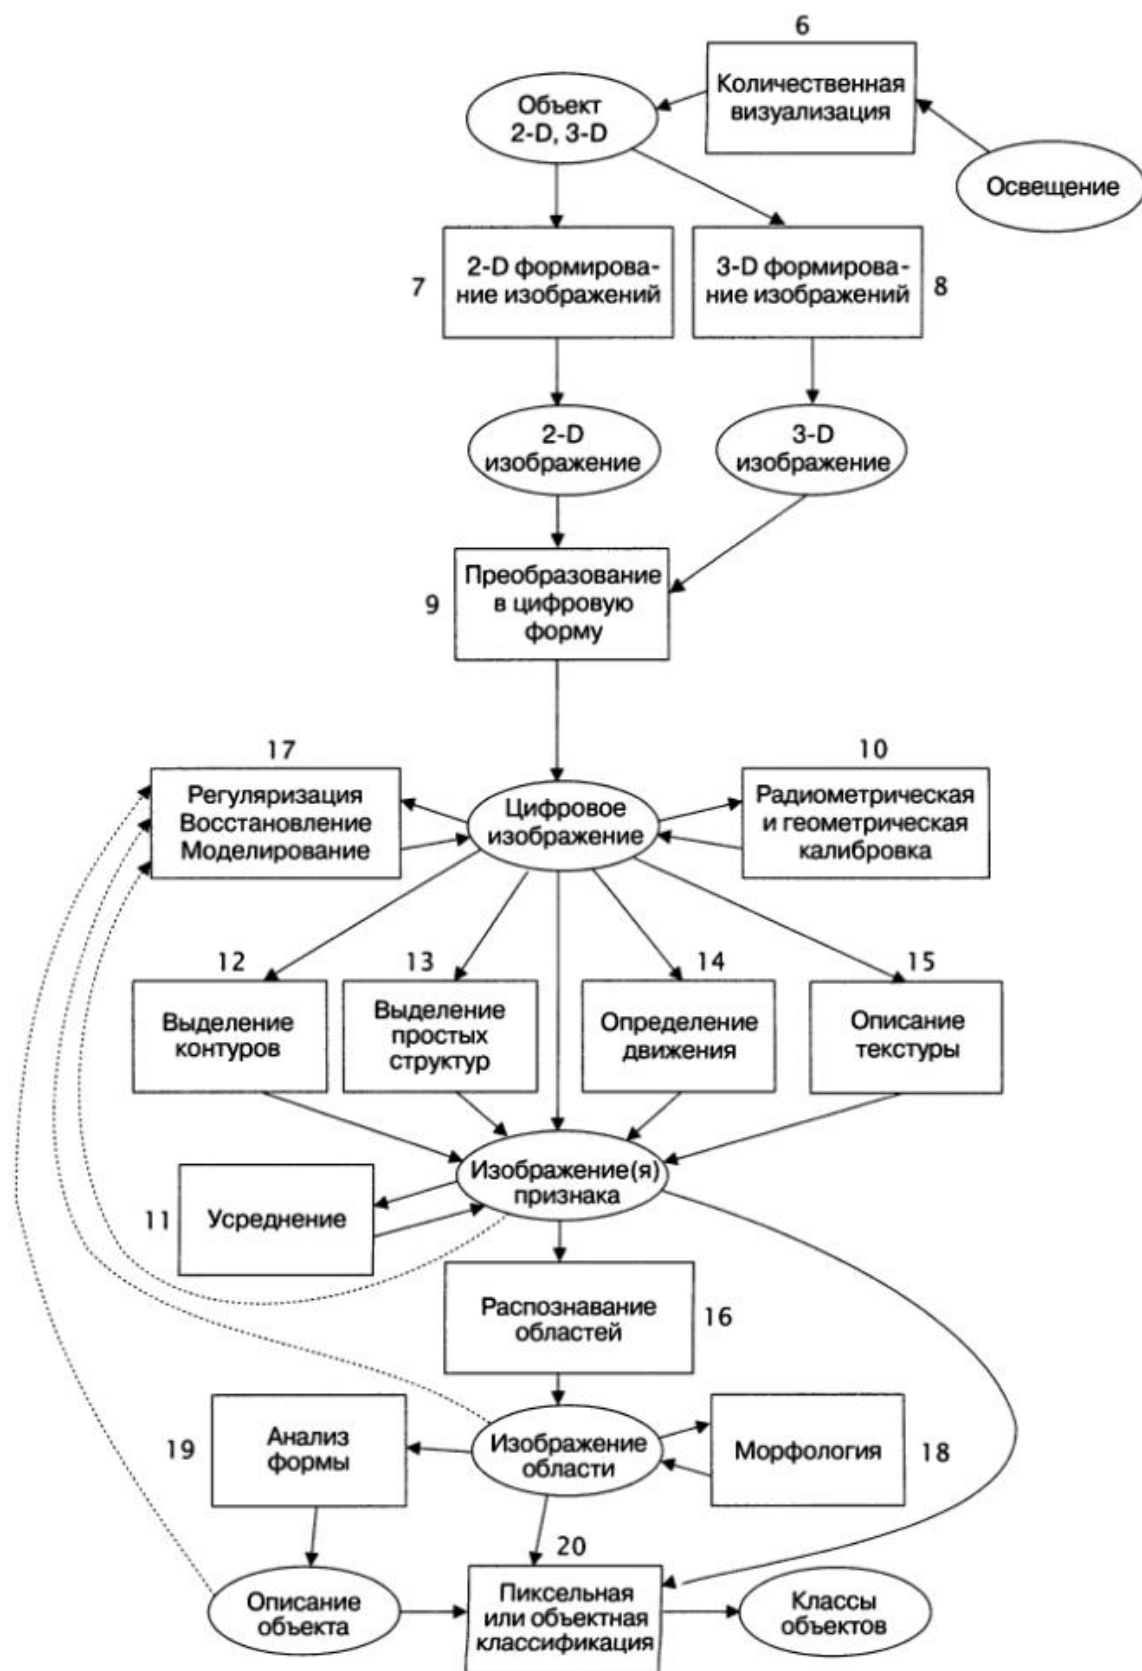 6
Количественная
визуализация
Объект
2-D, 3-D
Освещение
7
2-D формирова-
ние изображений
3-D формирова-
ние изображений
8
2-D
изображение
3-D
изображение
9
Преобразование
в цифровую
форму
17
Регуляризация
Восстановление
Моделирование
Цифровое
изображение
10
Радиометрическая
и геометрическая
калибровка
12
Выделение
контуров
13
Выделение
простых
структур
14
Определение
движения
15
Описание
текстуры
Изображение(я)
признака
11
Усреднение
Распознавание
областей
16
19
Анализ
формы
Изображение
области
Морфология
18
20
Описание
объекта
Пиксельная
или объектная
классификация
Классы
объектов